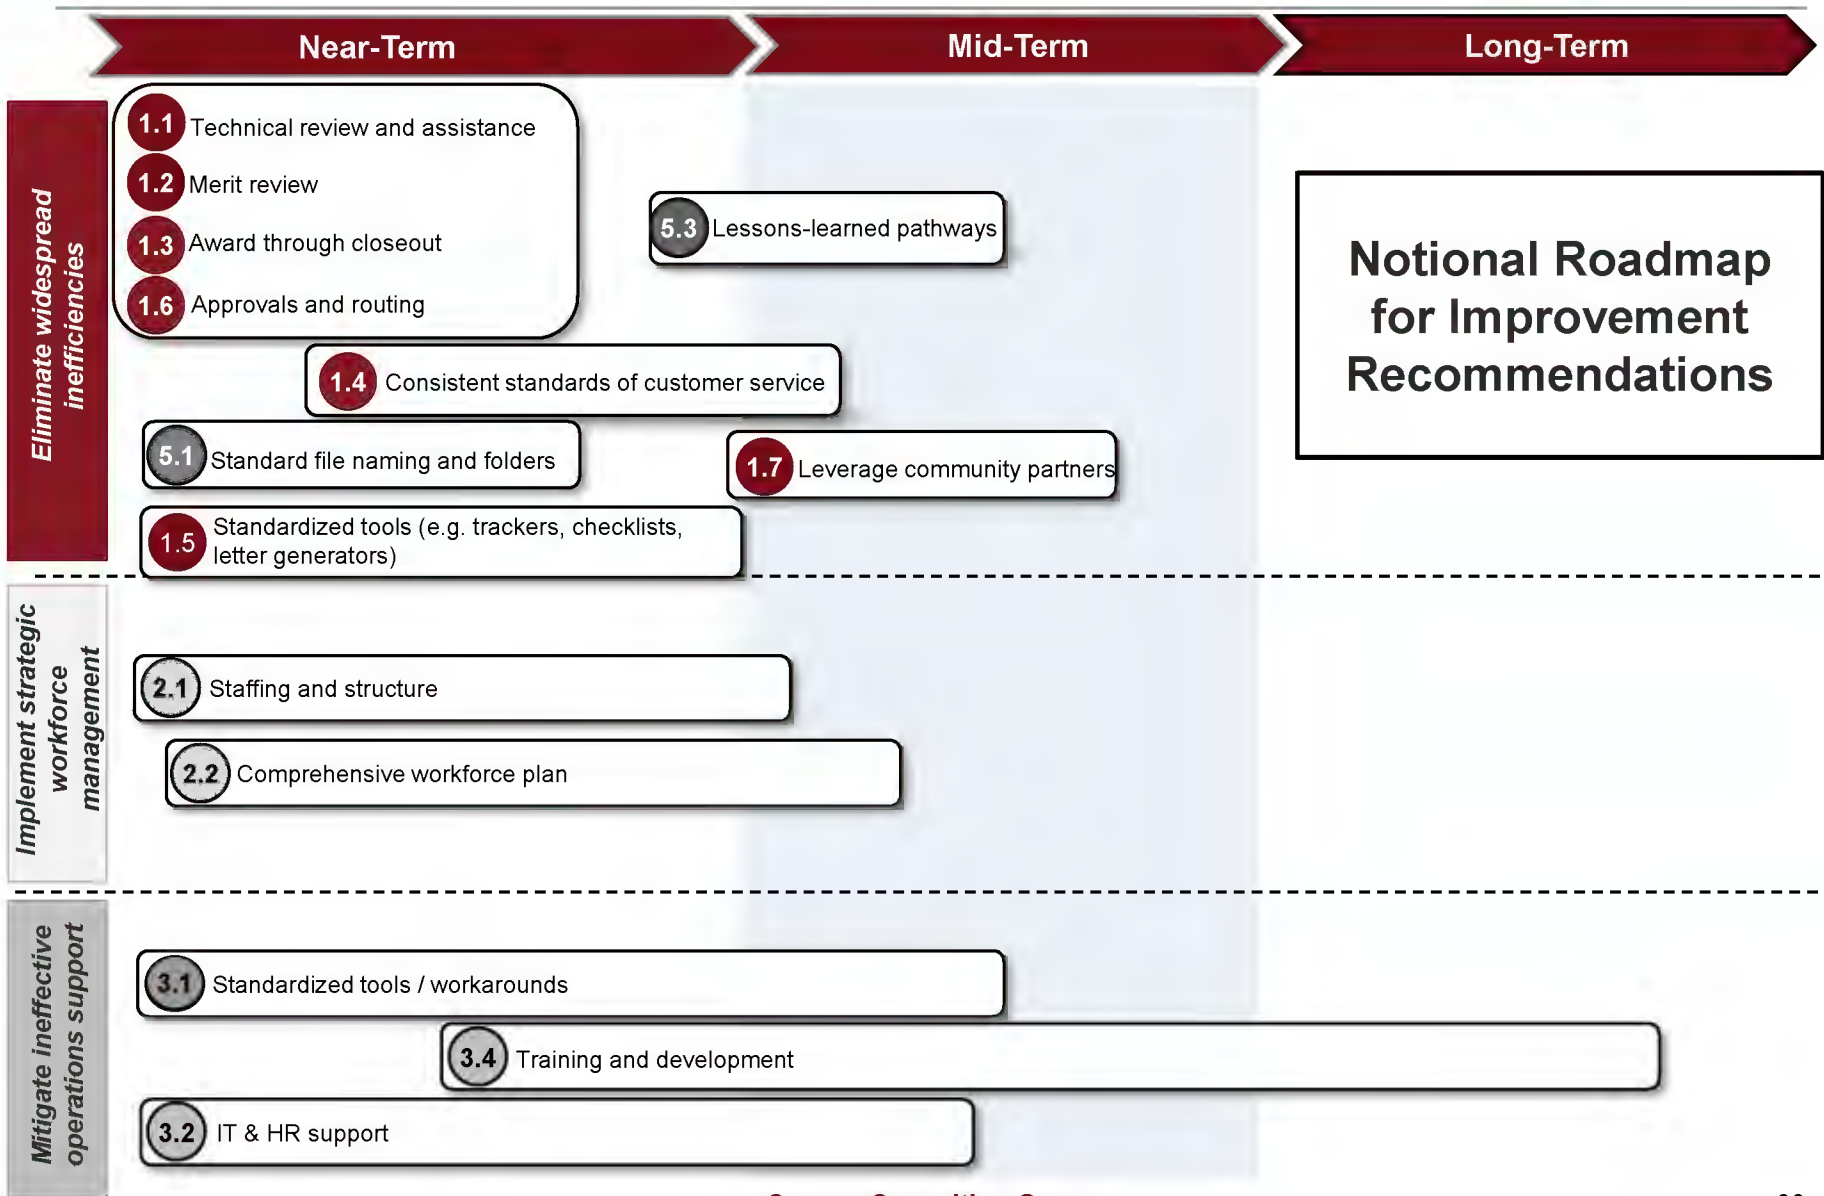 Near-Term
Mid-Term
Long-Term
Eliminate widespread
inefficiencies
1.1 Technical review and assistance
1.2 Merit review
1.3 Award through closeout
1.6 Approvals and routing
5.3 Lessons-learned pathways
Notional Roadmap
for Improvement
Recommendations
1.4 Consistent standards of customer service
5.1 Standard file naming and folders
1.7 Leverage community partners
1.5 Standardized tools (e.g. trackers, checklists,
letter generators)
Implement strategic
workforce
management
2.1 Staffing and structure
2.2 Comprehensive workforce plan
Mitigate ineffective
operations support
3.1 Standardized tools / workarounds
3.4 Training and development
3.2 IT & HR support